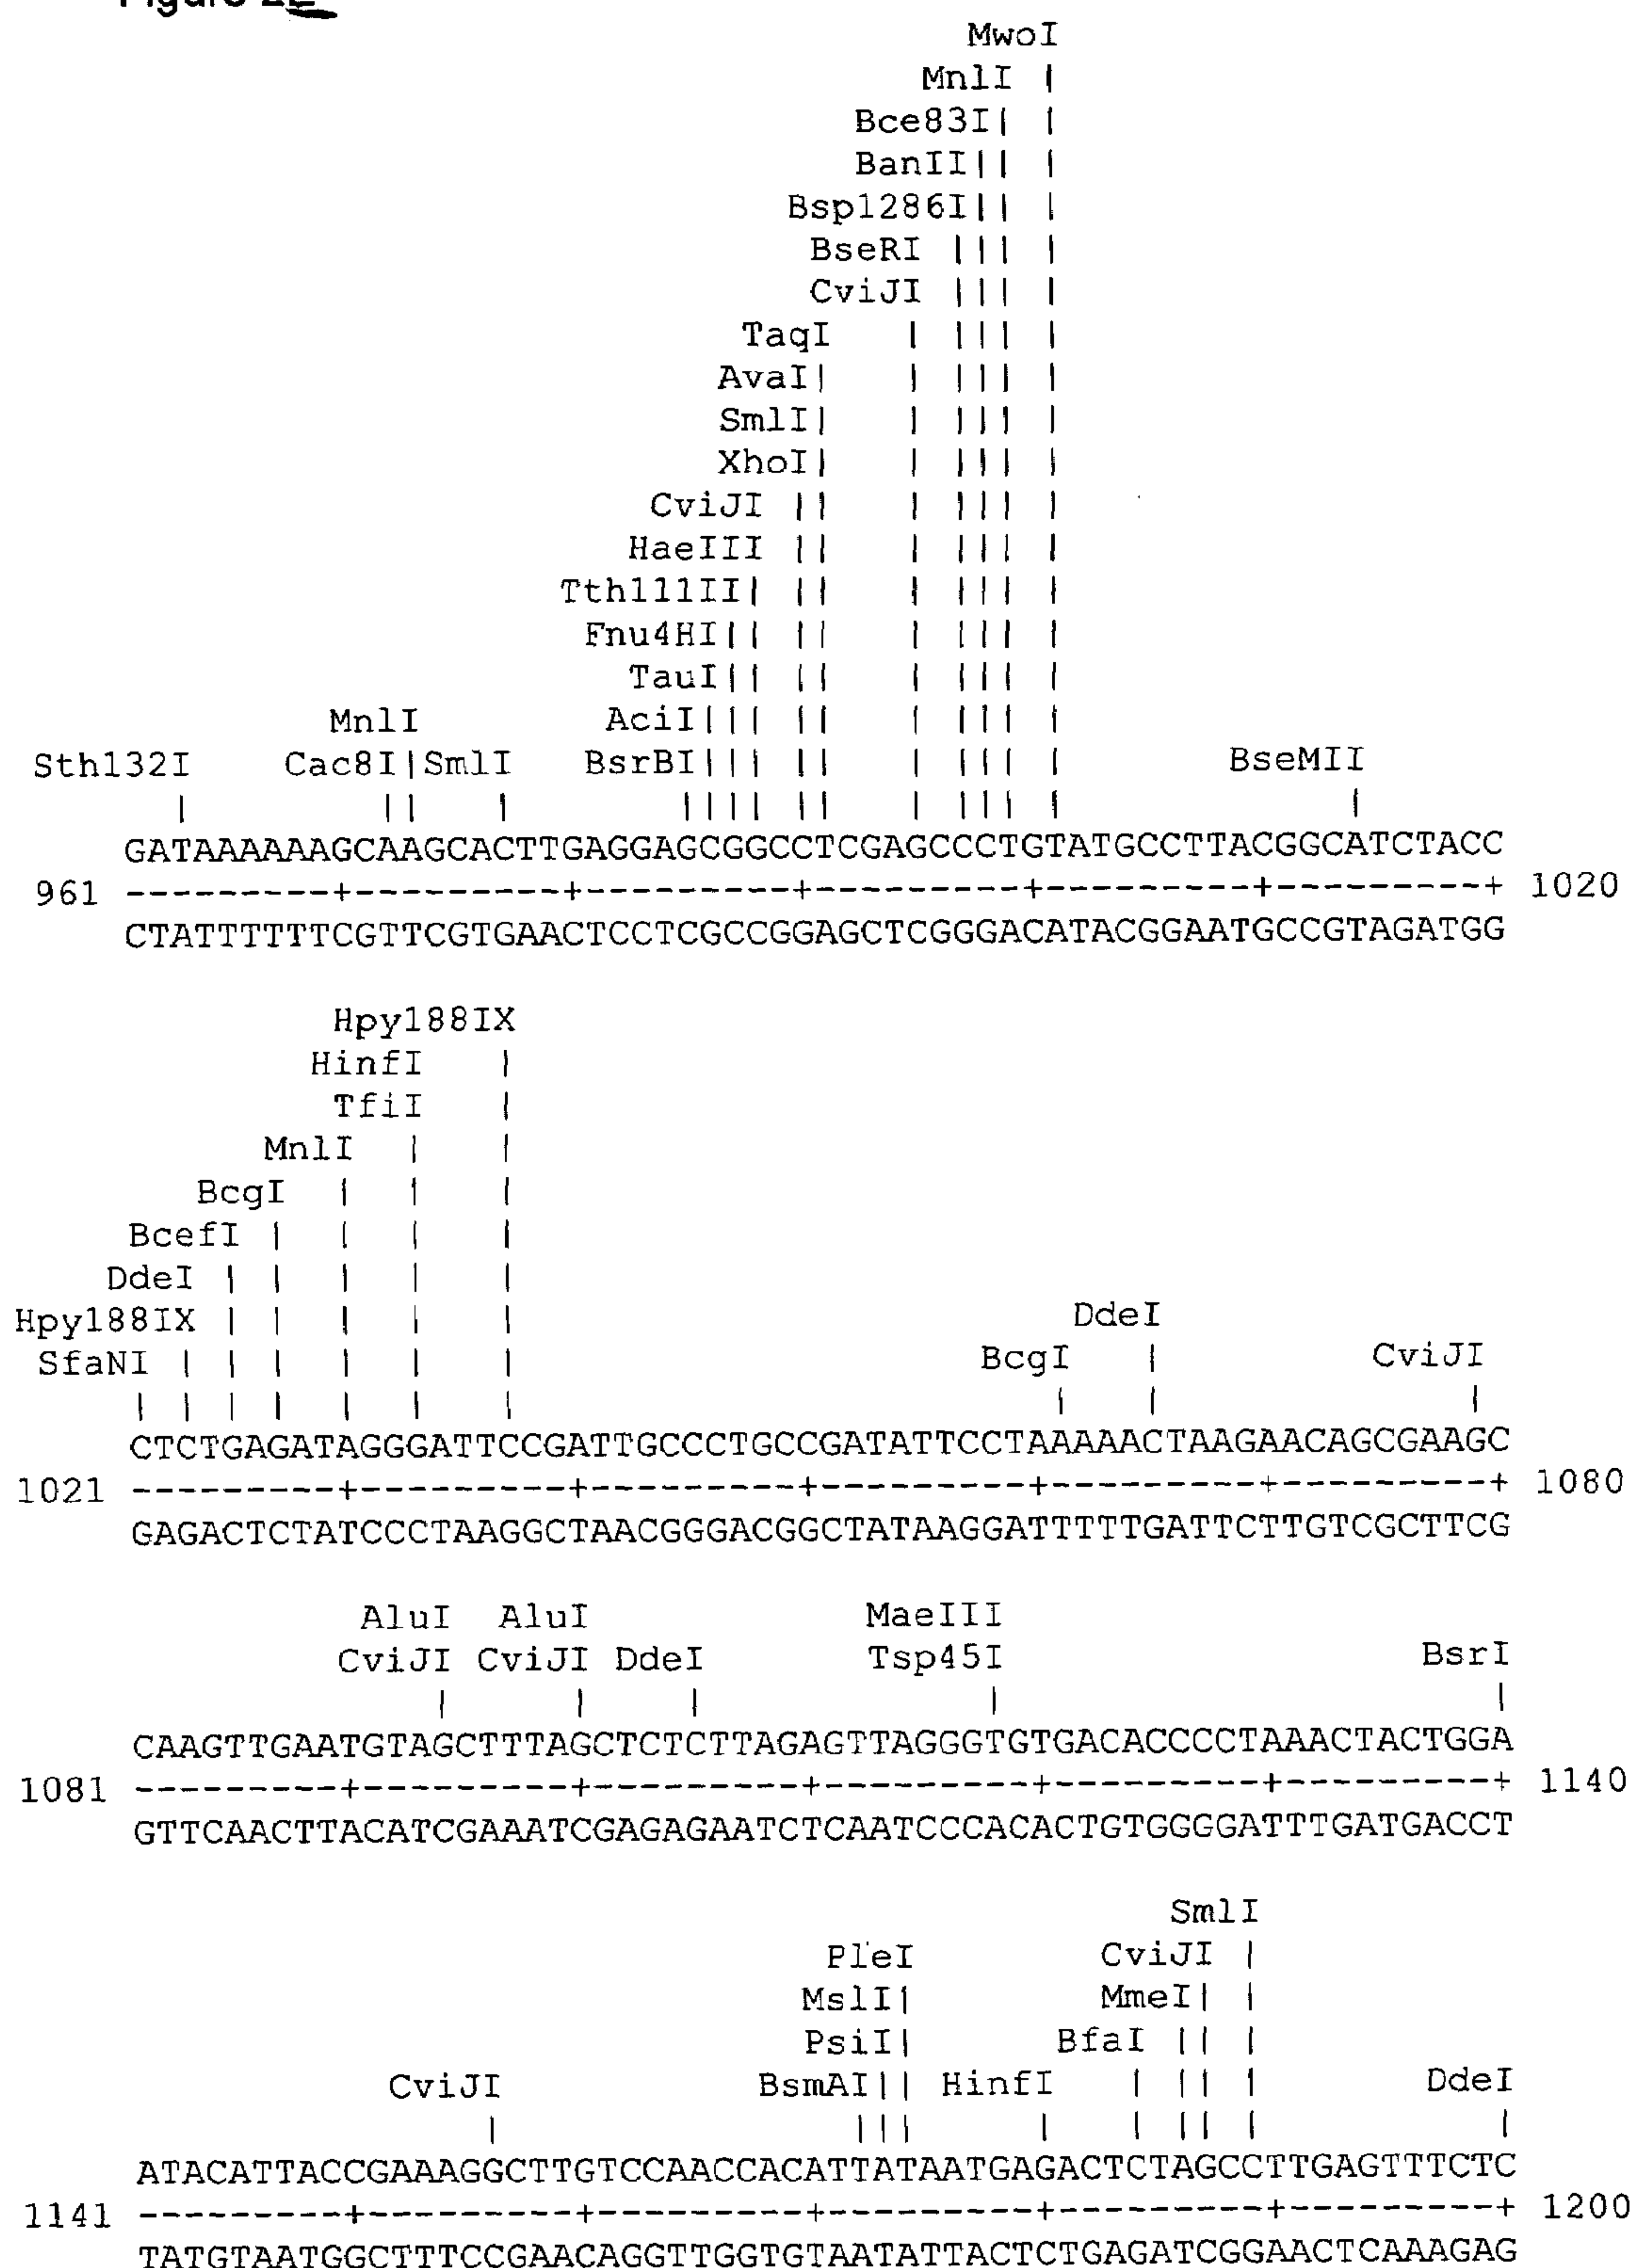 MwoI
MnlI |
Bce83I| |
BanII|| |
Bsp1286I|| |
BseRI ||| |
CviJI ||| |
TaqI | ||| |
AvaI| | ||| |
SmlI| | ||| |
XhoI| | ||| |
CviJI || | ||| |
HaeIII || | ||| |
Tth111II| || | ||| |
Fnu4HI|| || | ||| |
TauI|| || | ||| |
MnlI AciI||| || | ||| |
Sth132I Cac8I|SmlI BsrBI||| || | ||| | BseMII
| || | |||| || | ||| | |
GATAAAAAAGCAAGCACTTGAGGAGCGGCCTCGAGCCCTGTATGCCTTACGGCATCTACC
961 ---------+---------+---------+---------+---------+---------+ 1020
CTATTTTTTCGTTCGTGAACTCCTCGCCGGAGCTCGGGACATACGGAATGCCGTAGATGG
Hpy188IX
HinfI |
TfiI |
MnlI | |
BcgI | | |
BcefI | | | |
DdeI | | | | |
Hpy188IX | | | | | DdeI
SfaNI | | | | | | BcgI | CviJI
| | | | | | | | | |
CTCTGAGATAGGGATTCCGATTGCCCTGCCGATATTCCTAAAAACTAAGAACAGCGAAGC
1021 ---------+---------+---------+---------+---------+---------+ 1080
GAGACTCTATCCCTAAGGCTAACGGGACGGCTATAAGGATTTTTGATTCTTGTCGCTTCG
AluI AluI MaeIII
CviJI CviJI DdeI Tsp45I BsrI
| | | | |
CAAGTTGAATGTAGCTTTAGCTCTCTTAGAGTTAGGGTGTGACACCCCTAAACTACTGGA
1081 ---------+---------+---------+---------+---------+---------+ 1140
GTTCAACTTACATCGAAATCGAGAGAATCTCAATCCCACACTGTGGGGATTTGATGACCT
SmlI
PleI CviJI |
MslI| MmeI| |
PsiI| BfaI || |
CviJI BsmAI|| HinfI | || | DdeI
| ||| | | || | |
ATACATTACCGAAAGGCTTGTCCAACCACATTATAATGAGACTCTAGCCTTGAGTTTCTC
1141 ---------+---------+---------+---------+---------+---------+ 1200
TATGTAATGGCTTTCCGAACAGGTTGGTGTAATATTACTCTGAGATCGGAACTCAAAGAG